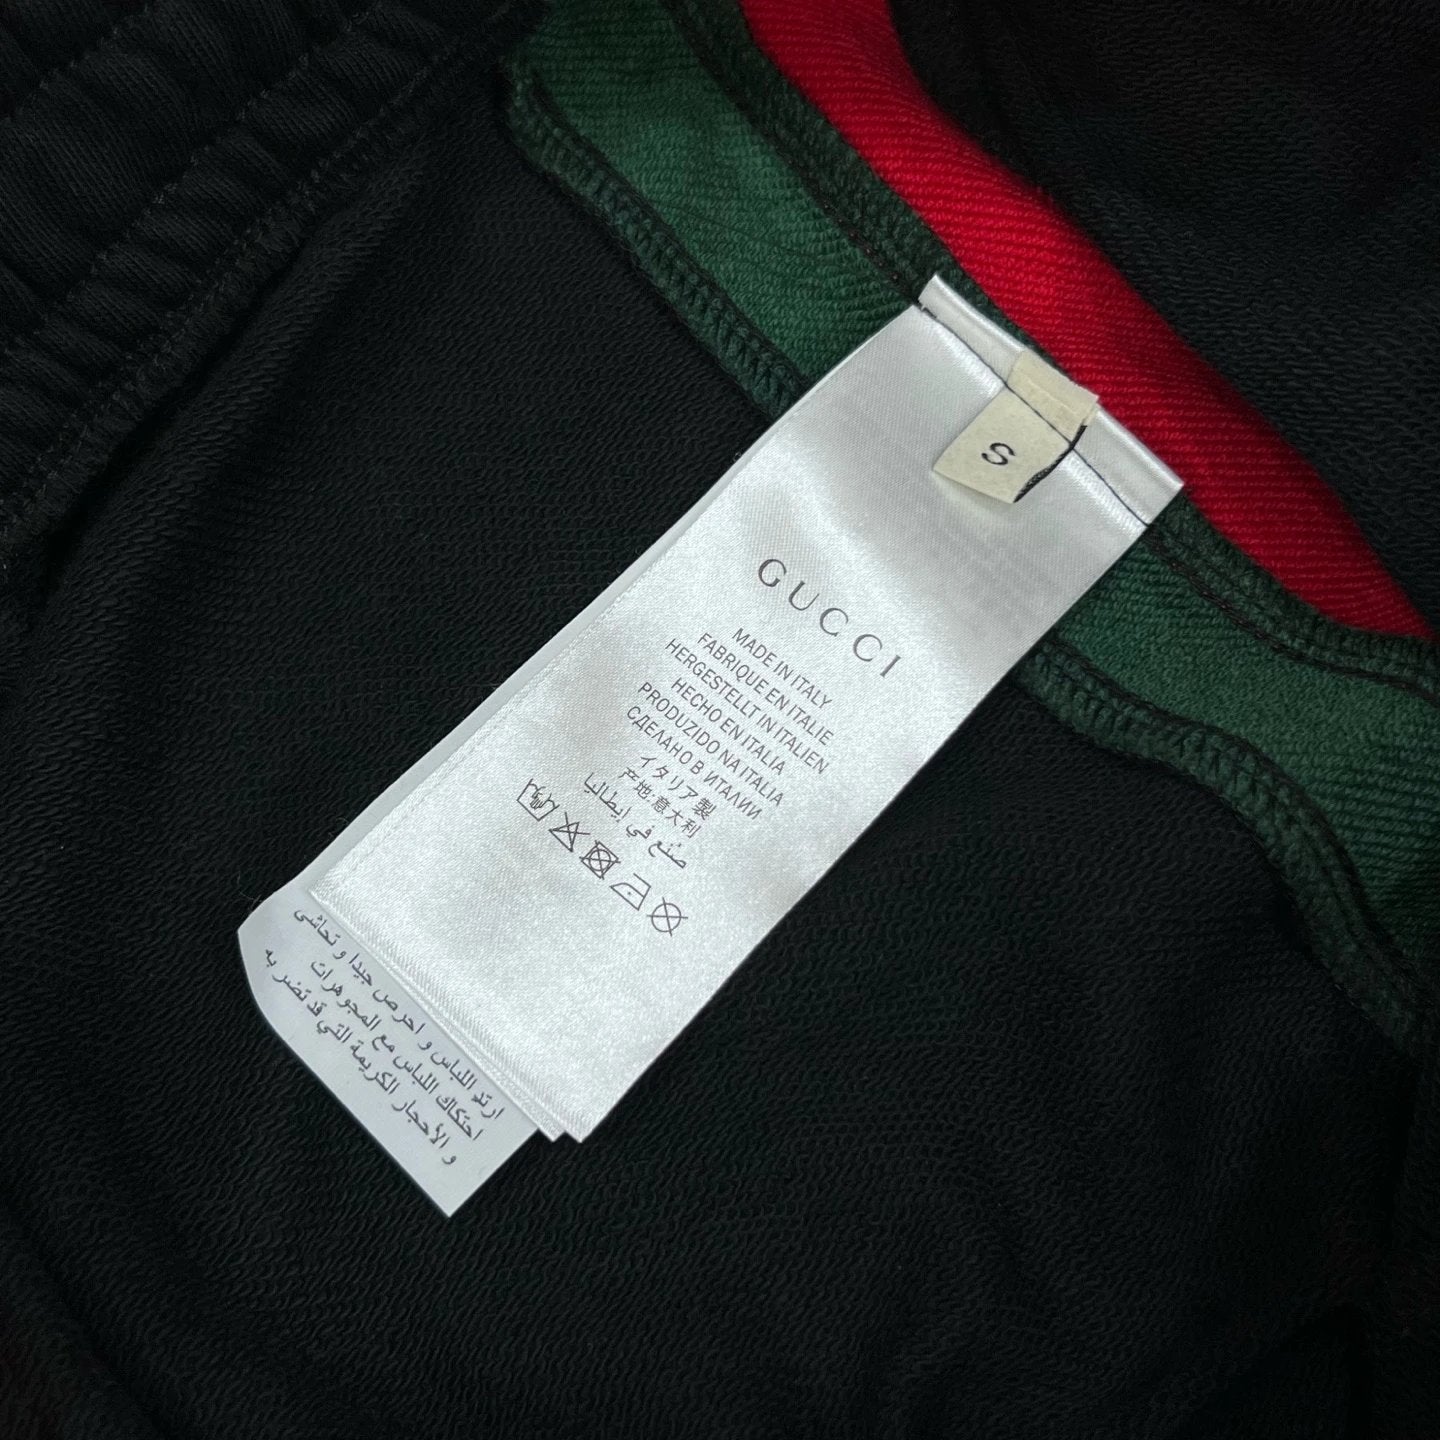 S
GUCCI
MADE IN ITALY
FABRIQUE EN ITALIE
HERGESTELLT IN ITALIEN
HECHO EN ITALIA
PRODUZIDO NA ITALIA
СДЕЛАНО В ИТАЛИИ
イタリア製
产地:意大利
صُنع في إيطاليا
ارتد اللباس و احرص جيدا و تحاشى
احتكاك اللباس مع المجوهرات
و الأحجار الكريمة التي قد تضر به